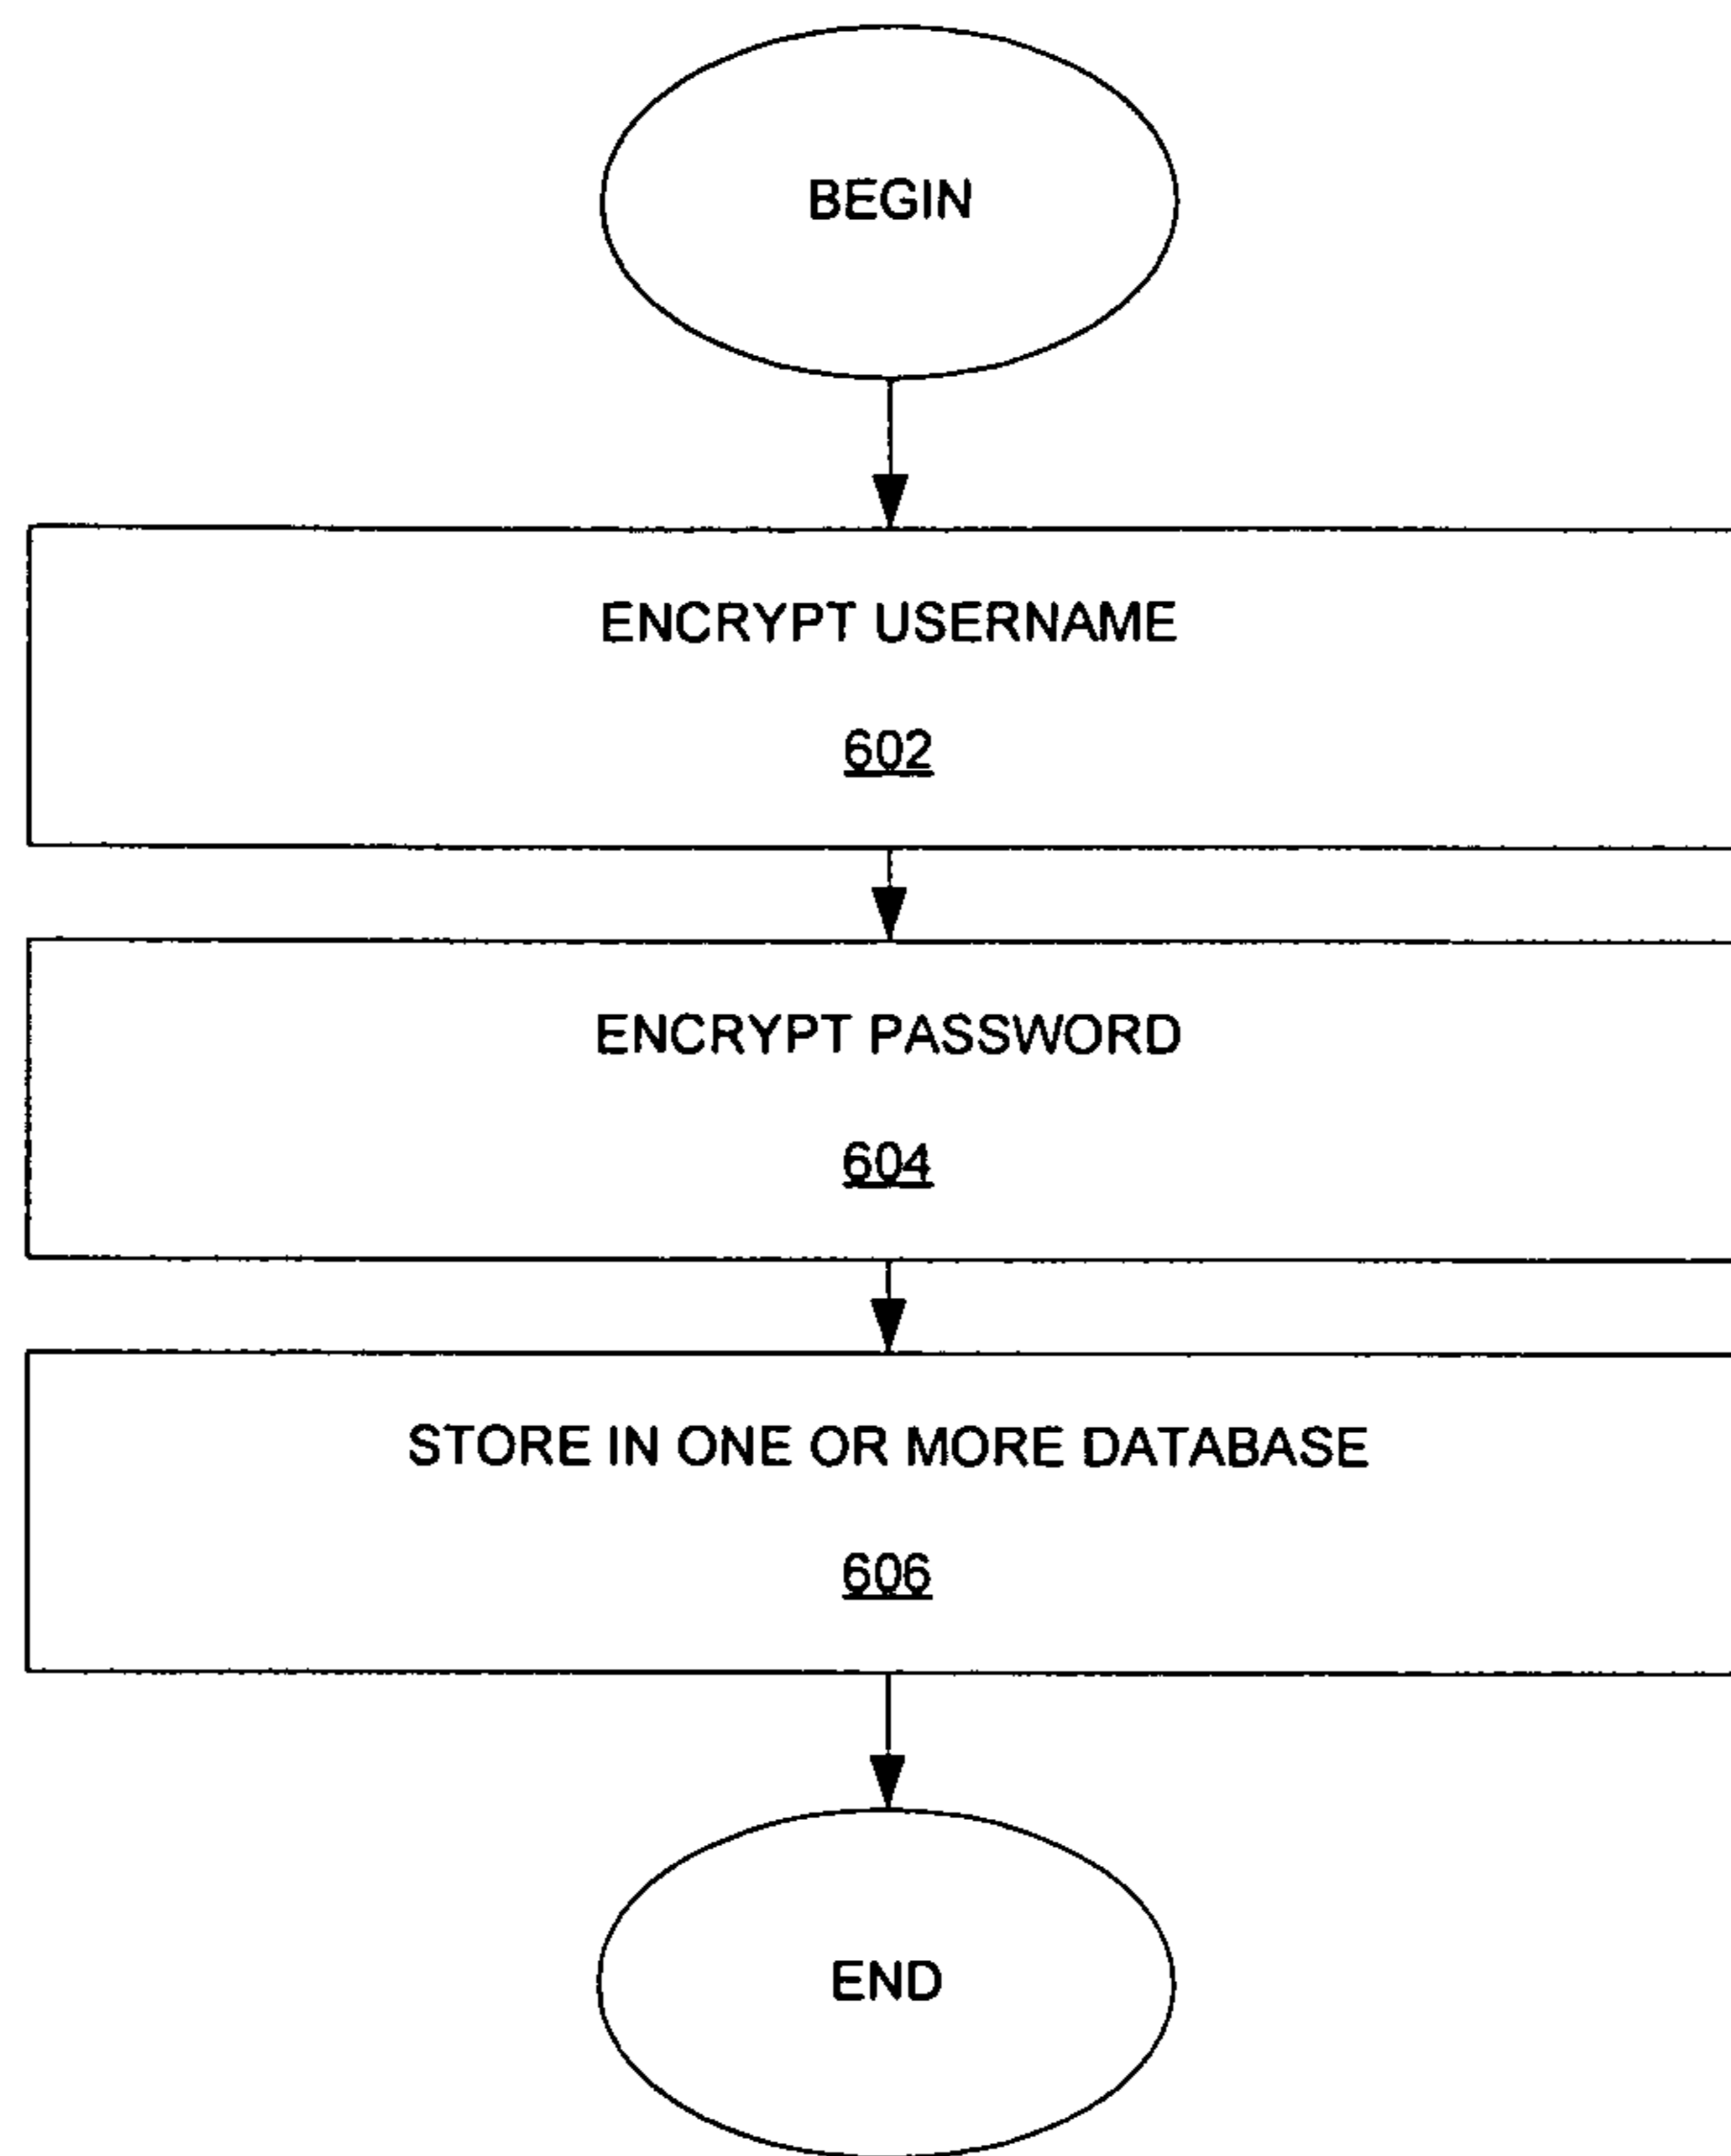 BEGIN
ENCRYPT USERNAME
602
ENCRYPT PASSWORD
604
STORE IN ONE OR MORE DATABASE
606
END